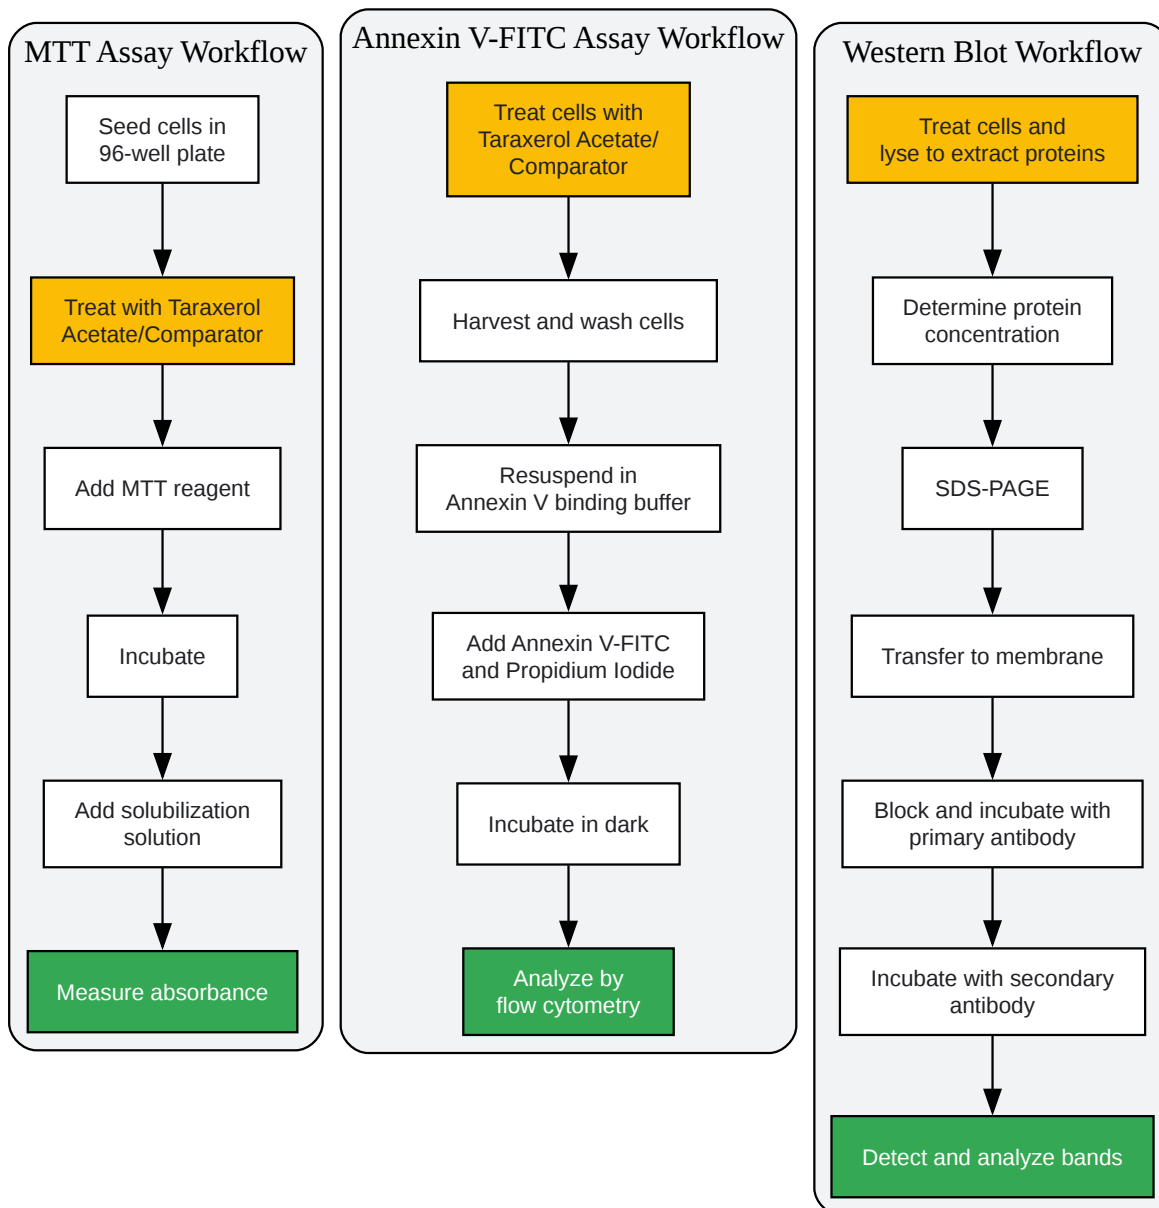 MTT Assay Workflow
Seed cells in
96-well plate
Treat with Taraxerol
Acetate/Comparator
Add MTT reagent
Incubate
Add solubilization
solution
Measure absorbance
Annexin V-FITC Assay Workflow
Treat cells with
Taraxerol Acetate/
Comparator
Harvest and wash cells
Resuspend in
Annexin V binding buffer
Add Annexin V-FITC
and Propidium Iodide
Incubate in dark
Analyze by
flow cytometry
Western Blot Workflow
Treat cells and
lyse to extract proteins
Determine protein
concentration
SDS-PAGE
Transfer to membrane
Block and incubate with
primary antibody
Incubate with secondary
antibody
Detect and analyze bands